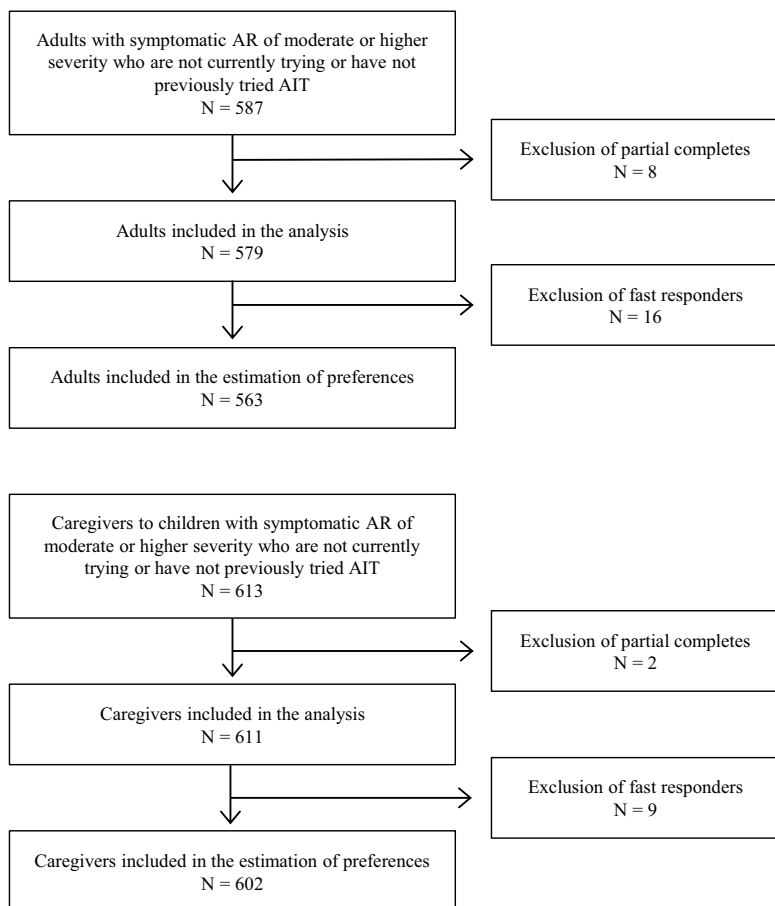 Adults with symptomatic AR of moderate or higher
severity who are not currently trying or have not
previously tried AIT
N = 587
Exclusion of partial completes
N = 8
Adults included in the analysis
N = 579
Exclusion of fast responders
N = 16
Adults included in the estimation of preferences
N = 563
Caregivers to children with symptomatic AR of
moderate or higher severity who are not currently
trying or have not previously tried AIT
N = 613
Exclusion of partial completes
N = 2
Caregivers included in the analysis
N = 611
Exclusion of fast responders
N = 9
Caregivers included in the estimation of preferences
N = 602